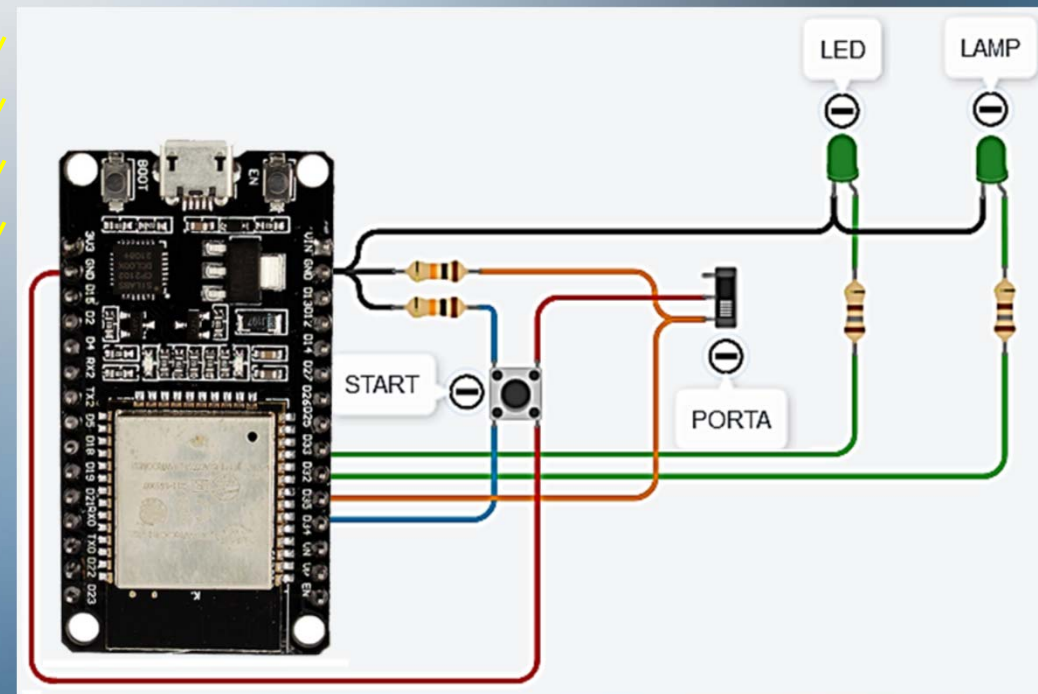 LED
LAMP
BOOT
EN
3V3
GND
D15
D2
D4
RX2
TX2
D5
D18
D19
D21
RX0
TX0
D22
D23
VIN
GND
D13
D12
D14
D27
D26
D25
D33
D32
D35
D34
VN
VP
EN
START
PORTA